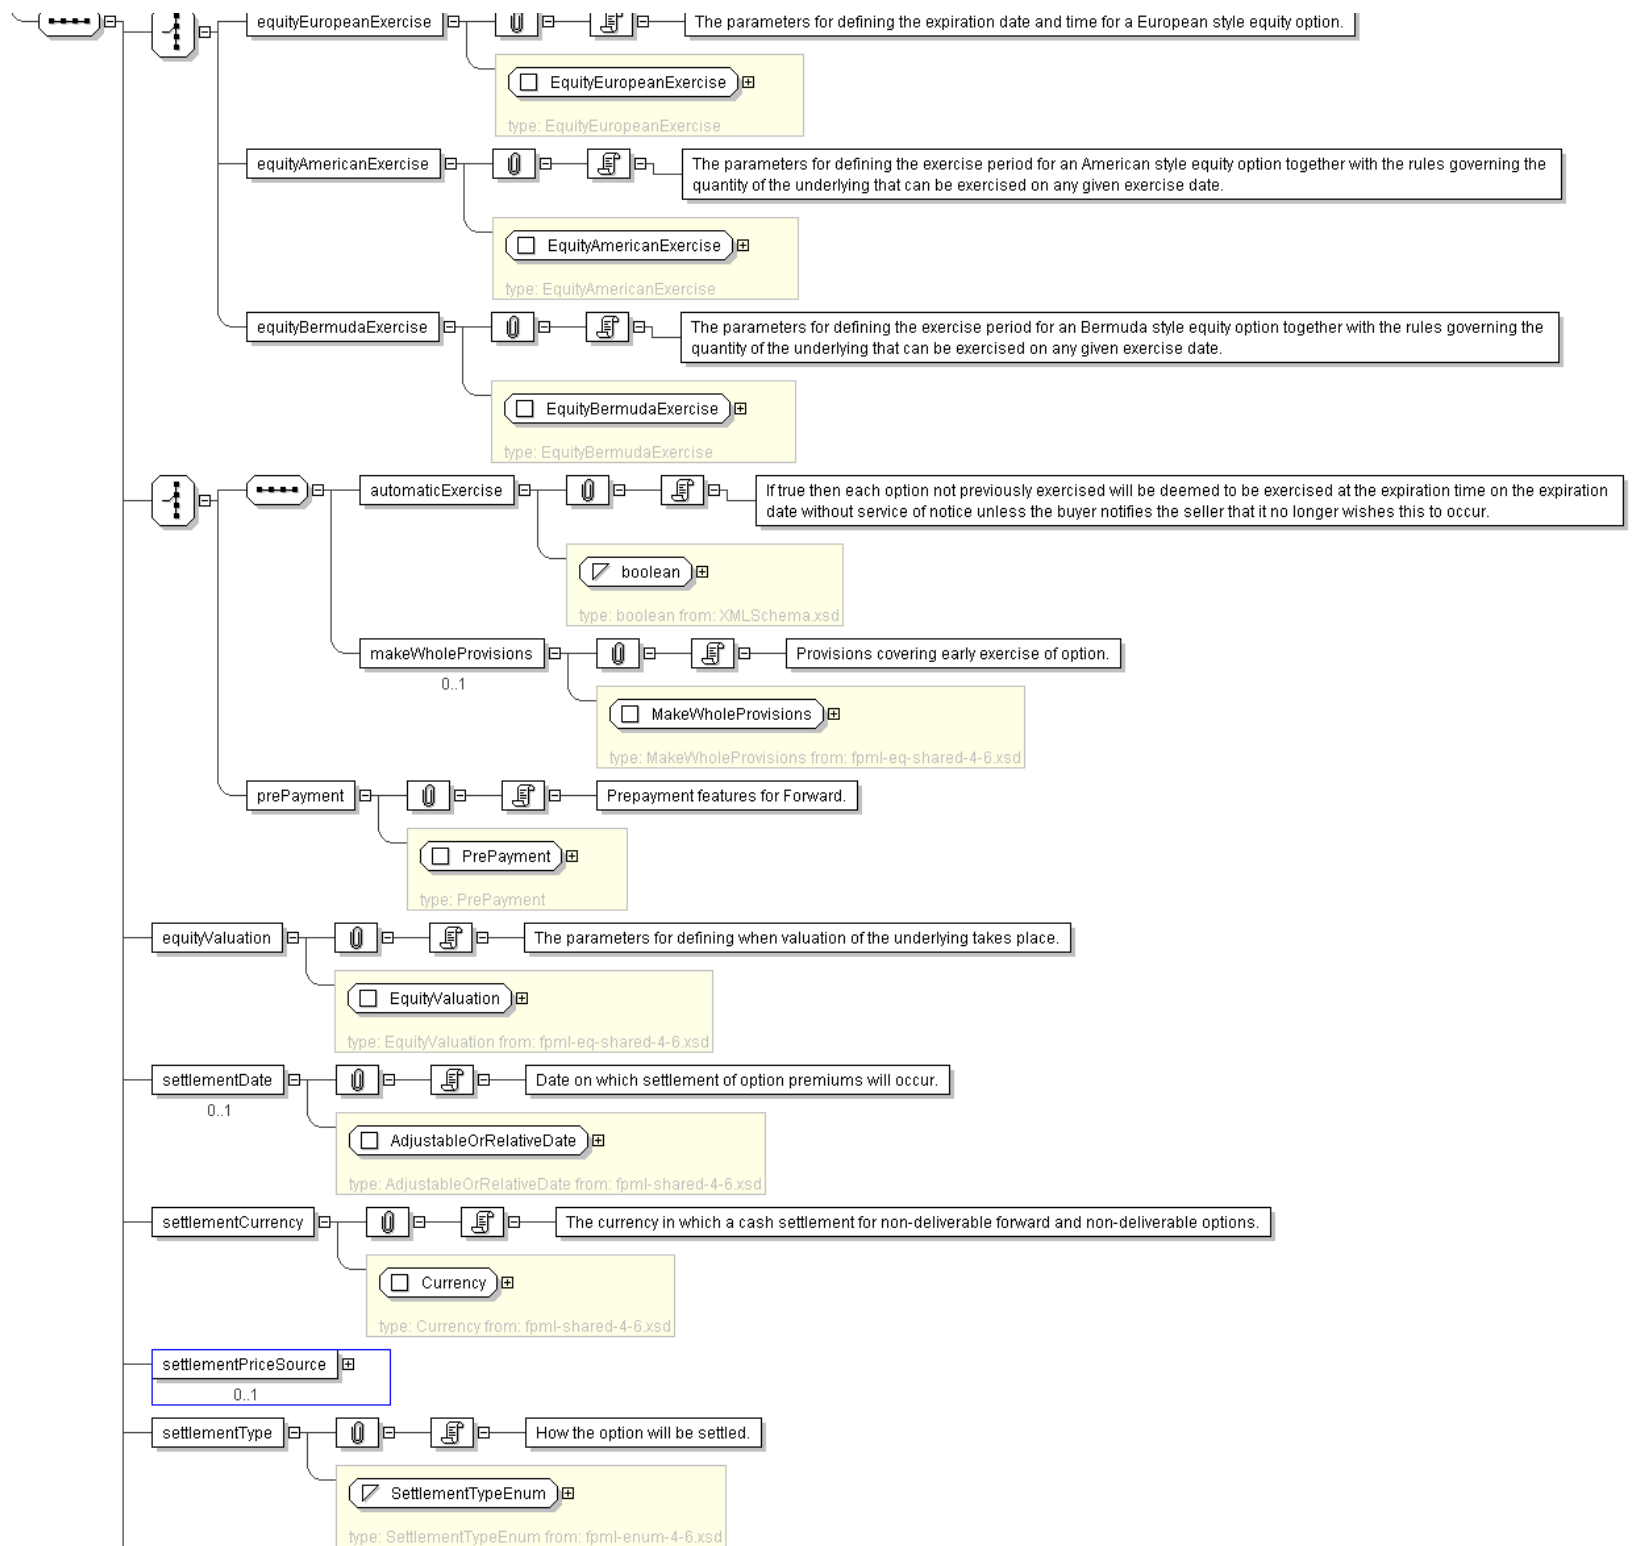 equityEuropeanExercise
The parameters for defining the expiration date and time for a European style equity option.
EquityEuropeanExercise
type: EquityEuropeanExercise
equityAmericanExercise
The parameters for defining the exercise period for an American style equity option together with the rules governing the
quantity of the underlying that can be exercised on any given exercise date.
EquityAmericanExercise
type: EquityAmericanExercise
equityBermudaExercise
The parameters for defining the exercise period for an Bermuda style equity option together with the rules governing the
quantity of the underlying that can be exercised on any given exercise date.
EquityBermudaExercise
type: EquityBermudaExercise
automaticExercise
If true then each option not previously exercised will be deemed to be exercised at the expiration time on the expiration
date without service of notice unless the buyer notifies the seller that it no longer wishes this to occur.
boolean
type: boolean from: XMLSchema.xsd
makeWholeProvisions
Provisions covering early exercise of option.
0..1
MakeWholeProvisions
type: MakeWholeProvisions from: fpml-eq-shared-4-6.xsd
prePayment
Prepayment features for Forward.
PrePayment
type: PrePayment
equityValuation
The parameters for defining when valuation of the underlying takes place.
EquityValuation
type: EquityValuation from: fpml-eq-shared-4-6.xsd
settlementDate
Date on which settlement of option premiums will occur.
0..1
AdjustableOrRelativeDate
type: AdjustableOrRelativeDate from: fpml-shared-4-6.xsd
settlementCurrency
The currency in which a cash settlement for non-deliverable forward and non-deliverable options.
Currency
type: Currency from: fpml-shared-4-6.xsd
settlementPriceSource
0..1
settlementType
How the option will be settled.
SettlementTypeEnum
type: SettlementTypeEnum from: fpml-enum-4-6.xsd